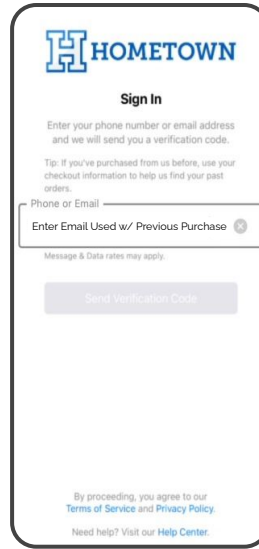 H HOMETOWN
Sign In
Enter your phone number or email address
and we will send you a verification code.
Tip: If you've purchased from us before, use your
checkout information to help us find your past
orders.
Phone or Email
Enter Email Used w/ Previous Purchase
Message & Data rates may apply.
Send Verification Code
By proceeding, you agree to our
Terms of Service and Privacy Policy.
Need help? Visit our Help Center.